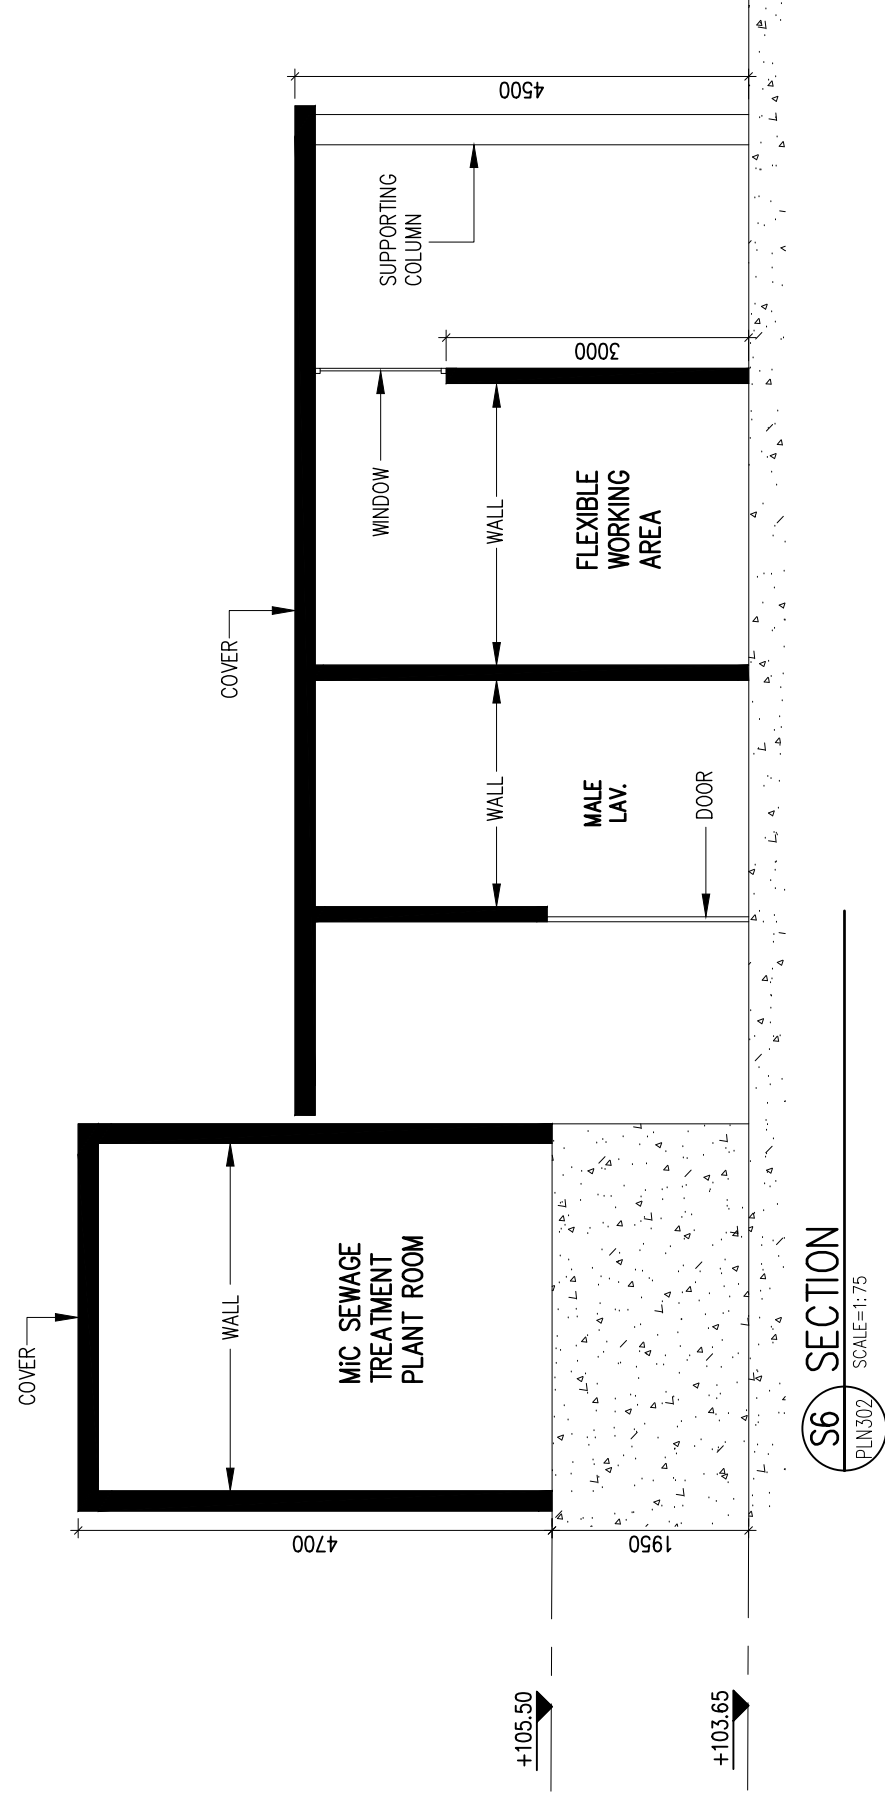 COVER
COVER
WALL
MiC SEWAGE
TREATMENT
PLANT ROOM
4700
1950
+105.50
+103.65
WALL
MALE
LAV.
DOOR
WINDOW
WALL
FLEXIBLE
WORKING
AREA
3000
SUPPORTING
COLUMN
4500
S6
PLN302
SECTION
SCALE=1:75